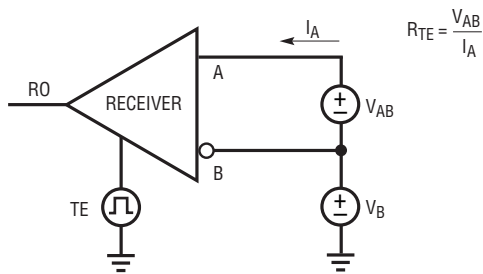 I_A
R_TE = V_AB / I_A
A
RO
RECEIVER
+
−
V_AB
B
TE
+
−
V_B